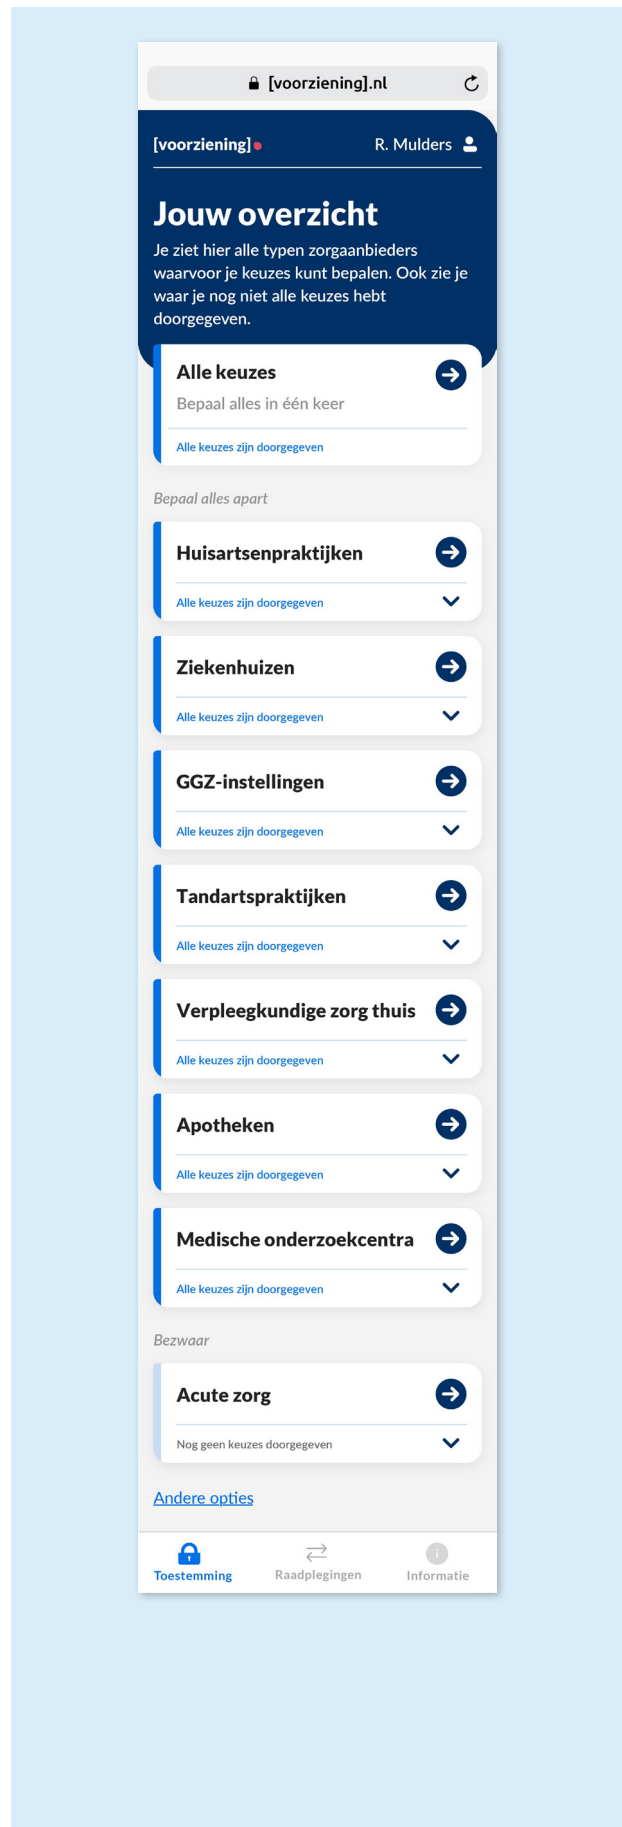 [voorziening].nl
[voorziening]
R. Mulders
Jouw overzicht
Je ziet hier alle typen zorgaanbieders
waarvoor je keuzes kunt bepalen. Ook zie je
waar je nog niet alle keuzes hebt
doorgegeven.
Alle keuzes
Bepaal alles in één keer
Alle keuzes zijn doorgegeven
Bepaal alles apart
Huisartsenpraktijken
Alle keuzes zijn doorgegeven
Ziekenhuizen
Alle keuzes zijn doorgegeven
GGZ-instellingen
Alle keuzes zijn doorgegeven
Tandartspraktijken
Alle keuzes zijn doorgegeven
Verpleegkundige zorg thuis
Alle keuzes zijn doorgegeven
Apotheken
Alle keuzes zijn doorgegeven
Medische onderzoekcentra
Alle keuzes zijn doorgegeven
Bezwaar
Acute zorg
Nog geen keuzes doorgegeven
Andere opties
Toestemming
Raadplegingen
Informatie